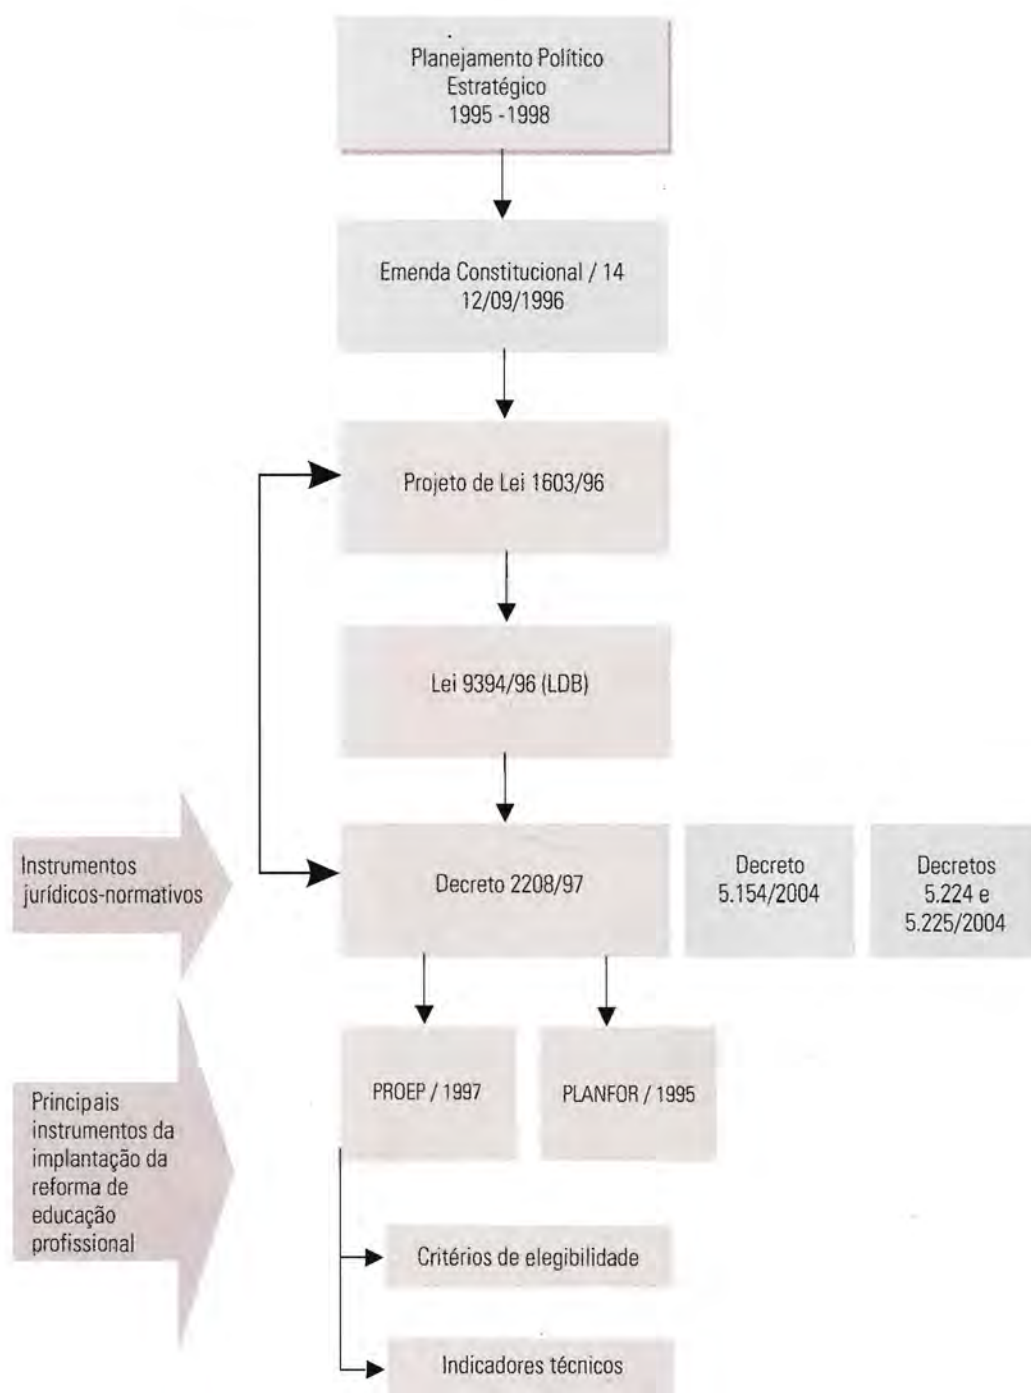 Planejamento Político
Estratégico
1995 -1998
Emenda Constitucional / 14
12/09/1996
Projeto de Lei 1603/96
Lei 9394/96 (LDB)
Instrumentos
jurídicos-normativos
Decreto 2208/97
Decreto
5.154/2004
Decretos
5.224 e
5.225/2004
Principais
instrumentos da
implantação da
reforma de
educação
profissional
PROEP / 1997
PLANFOR / 1995
Critérios de elegibilidade
Indicadores técnicos